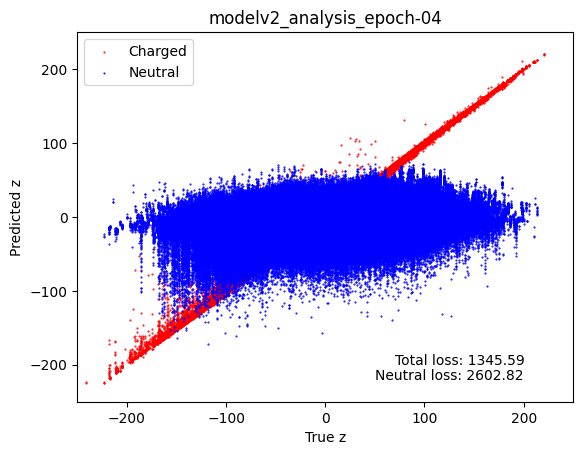 modelv2_analysis_epoch-04
Charged
Neutral
200
100
0
−100
−200
Predicted z
Total loss: 1345.59
Neutral loss: 2602.82
−200
−100
0
100
200
True z